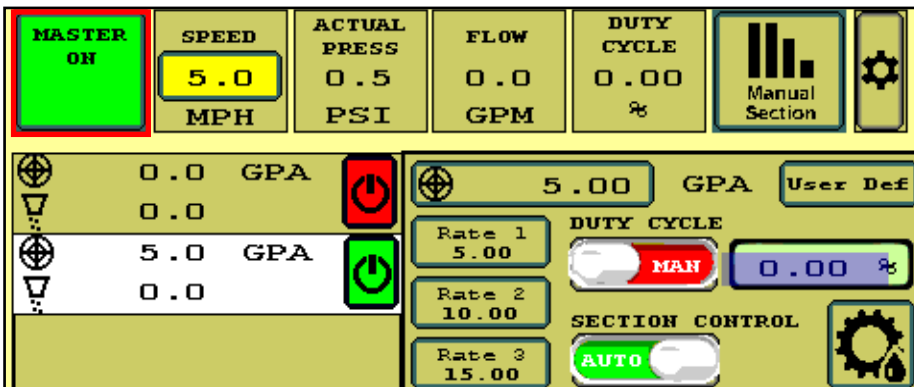 MASTER
ON
SPEED
5.0
MPH
ACTUAL
PRESS
0.5
PSI
FLOW
0.0
GPM
DUTY
CYCLE
0.00
%
Manual
Section
0.0 GPA
0.0
5.0 GPA
0.0
5.00 GPA User Def
Rate 1
5.00
Rate 2
10.00
Rate 3
15.00
DUTY CYCLE
MAN 0.00 %
SECTION CONTROL
AUTO